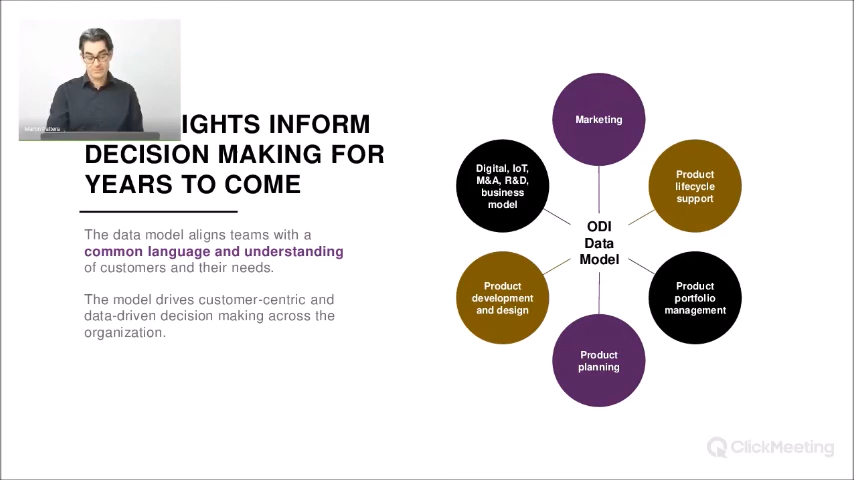 IGHTS INFORM
DECISION MAKING FOR
YEARS TO COME
The data model aligns teams with a
common language and understanding
of customers and their needs.
The model drives customer-centric and
data-driven decision making across the
organization.
Marketing
Digital, IoT,
M&A, R&D,
business
model
Product
lifecycle
support
ODI
Data
Model
Product
development
and design
Product
portfolio
management
Product
planning
ClickMeeting